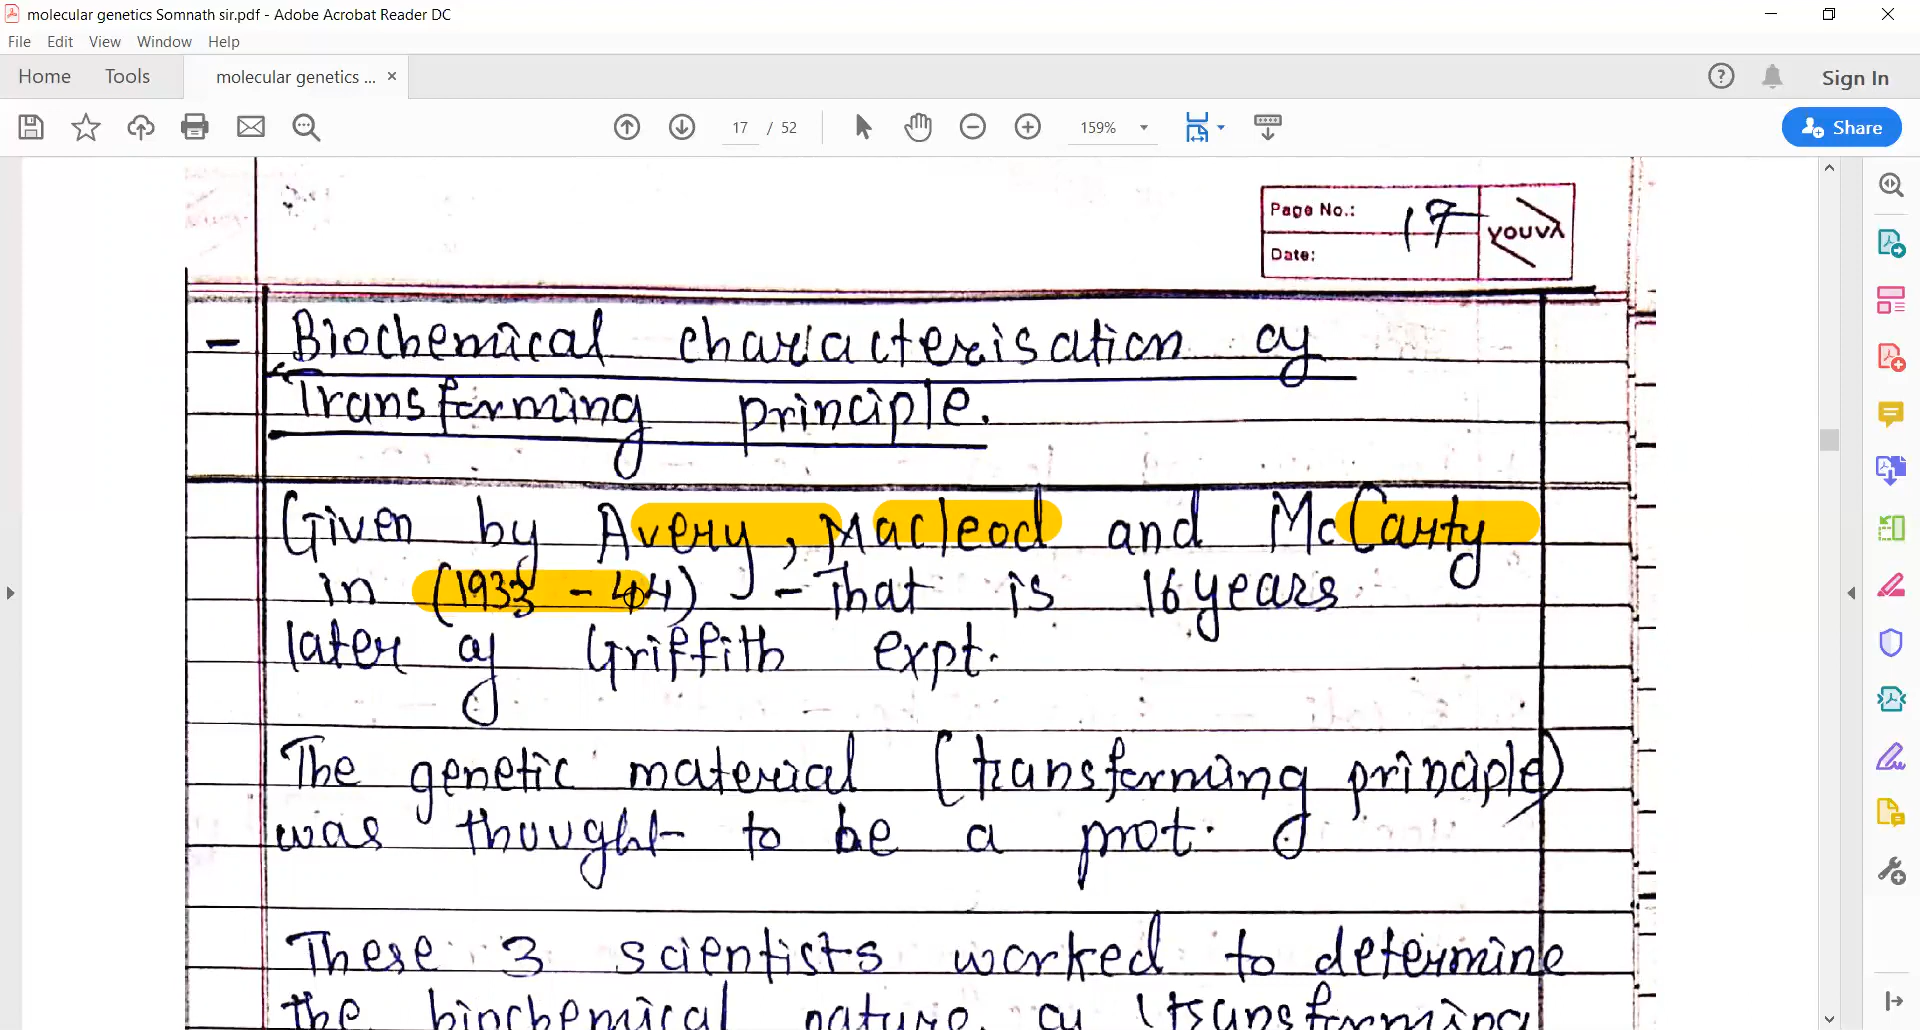 molecular genetics Somnath sir.pdf - Adobe Acrobat Reader DC
File Edit View Window Help
Home Tools molecular genetics ... × Sign In
17 / 52 159% Share
Page No.: 17 youva
Date:
- Biochemical characterisation of
Transforming principle.
Given by Avery, Macleod and McCarty
in (1933 - 44) - That is 16 years
later of Griffith expt.
The genetic material (transforming principle)
was thought to be a prot.
These 3 scientists worked to determine
the biochemical nature of (transforming